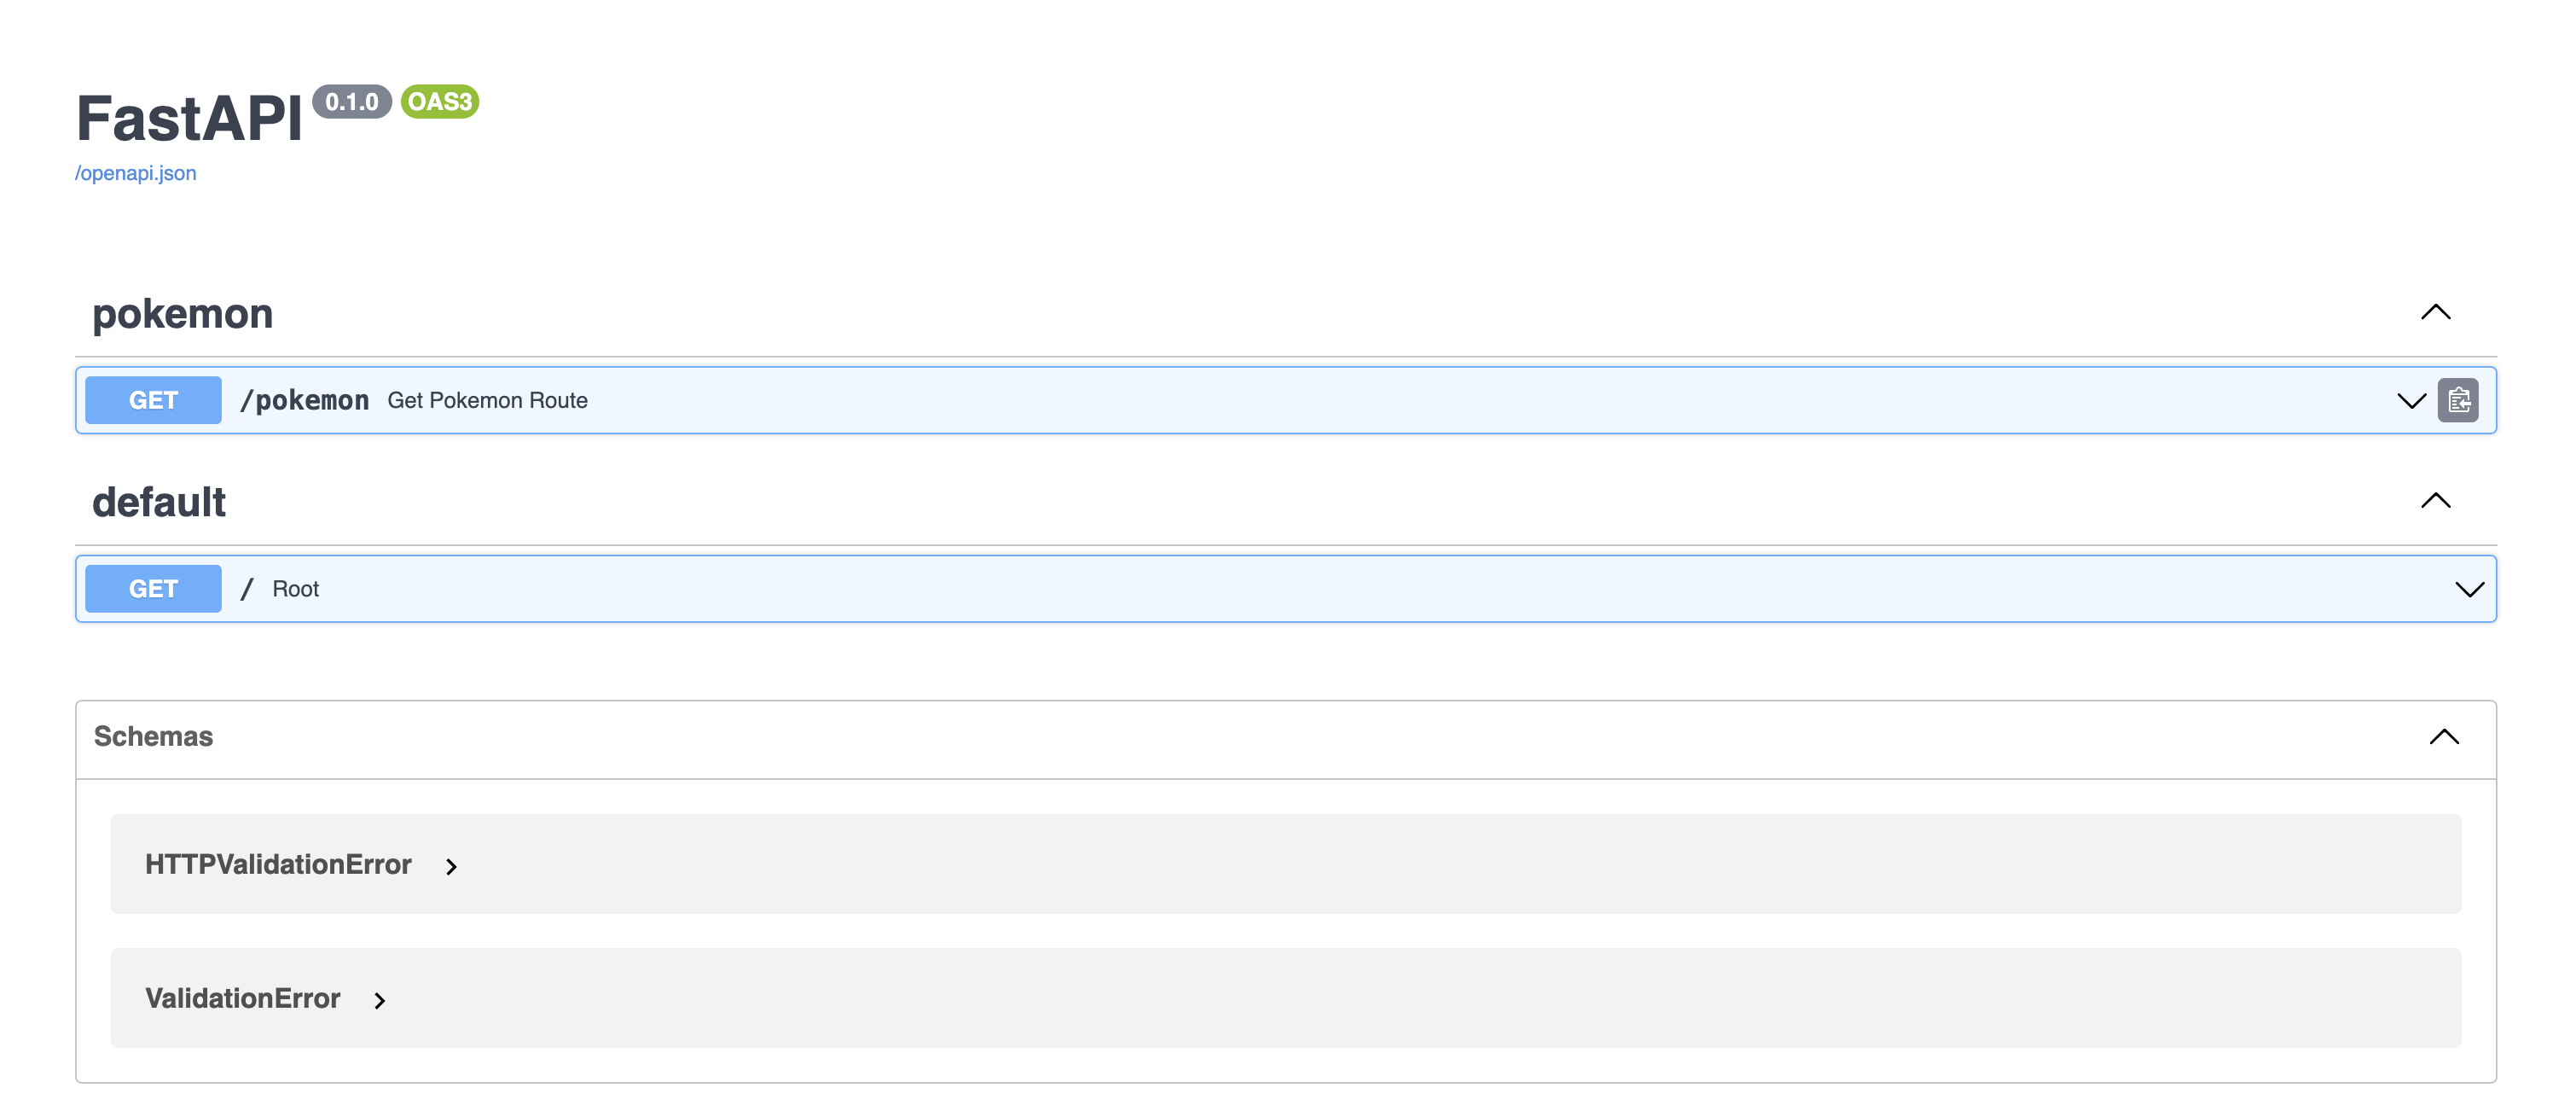 FastAPI 0.1.0 OAS3
/openapi.json
pokemon
GET /pokemon Get Pokemon Route
default
GET / Root
Schemas
HTTPValidationError
ValidationError